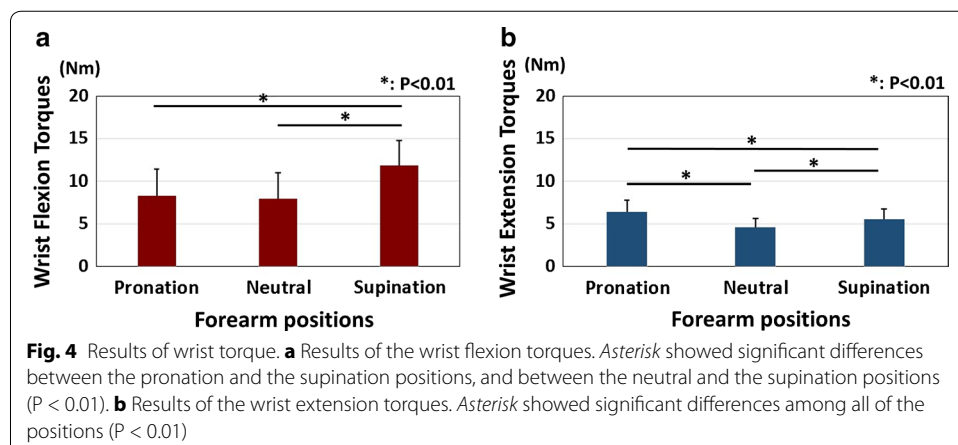 a
Wrist Flexion Torques
(Nm)
*: P<0.01
20
15
10
5
0
*
*
Pronation Neutral Supination
Forearm positions
b
Wrist Extension Torques
(Nm)
*: P<0.01
20
15
10
5
0
*
*
*
Pronation Neutral Supination
Forearm positions
Fig. 4 Results of wrist torque. a Results of the wrist flexion torques. Asterisk showed significant differences
between the pronation and the supination positions, and between the neutral and the supination positions
(P < 0.01). b Results of the wrist extension torques. Asterisk showed significant differences among all of the
positions (P < 0.01)